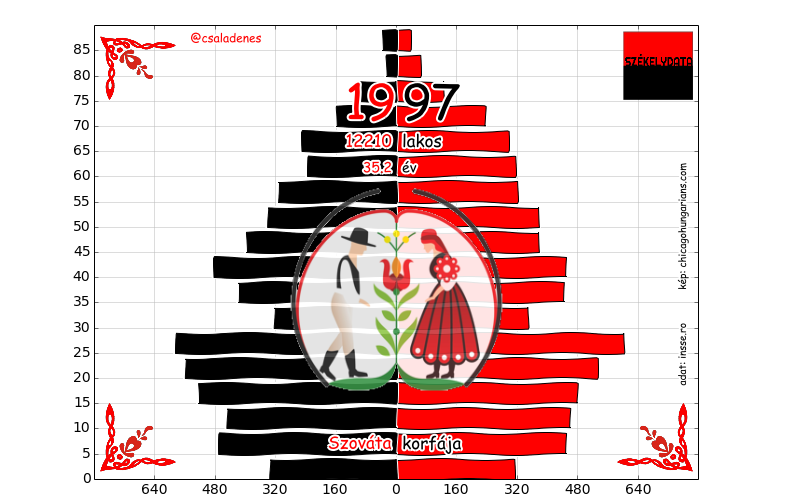 @csaladenes
SZÉKELYDATA
1997
12210 lakos
35.2 év
kép: chicagohungarians.com
adat: insse.ro
Szováta korfája
85
80
75
70
65
60
55
50
45
40
35
30
25
20
15
10
5
0
640 480 320 160 0 160 320 480 640